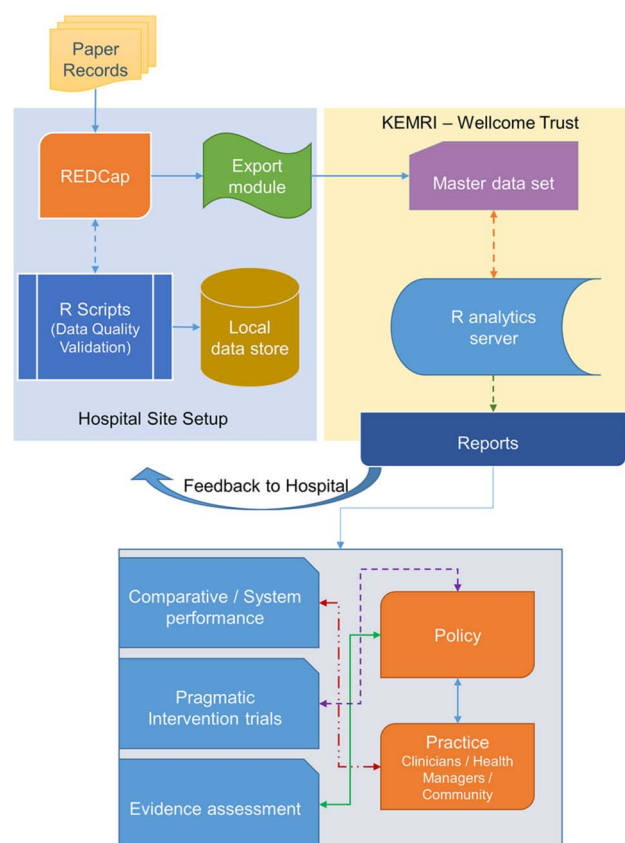 Paper
Records
KEMRI – Wellcome Trust
REDCap
Export
module
Master data set
R Scripts
(Data Quality
Validation)
Local
data store
R analytics
server
Hospital Site Setup
Reports
Feedback to Hospital
Comparative / System
performance
Policy
Pragmatic
Intervention trials
Practice
Clinicians / Health
Managers /
Community
Evidence assessment